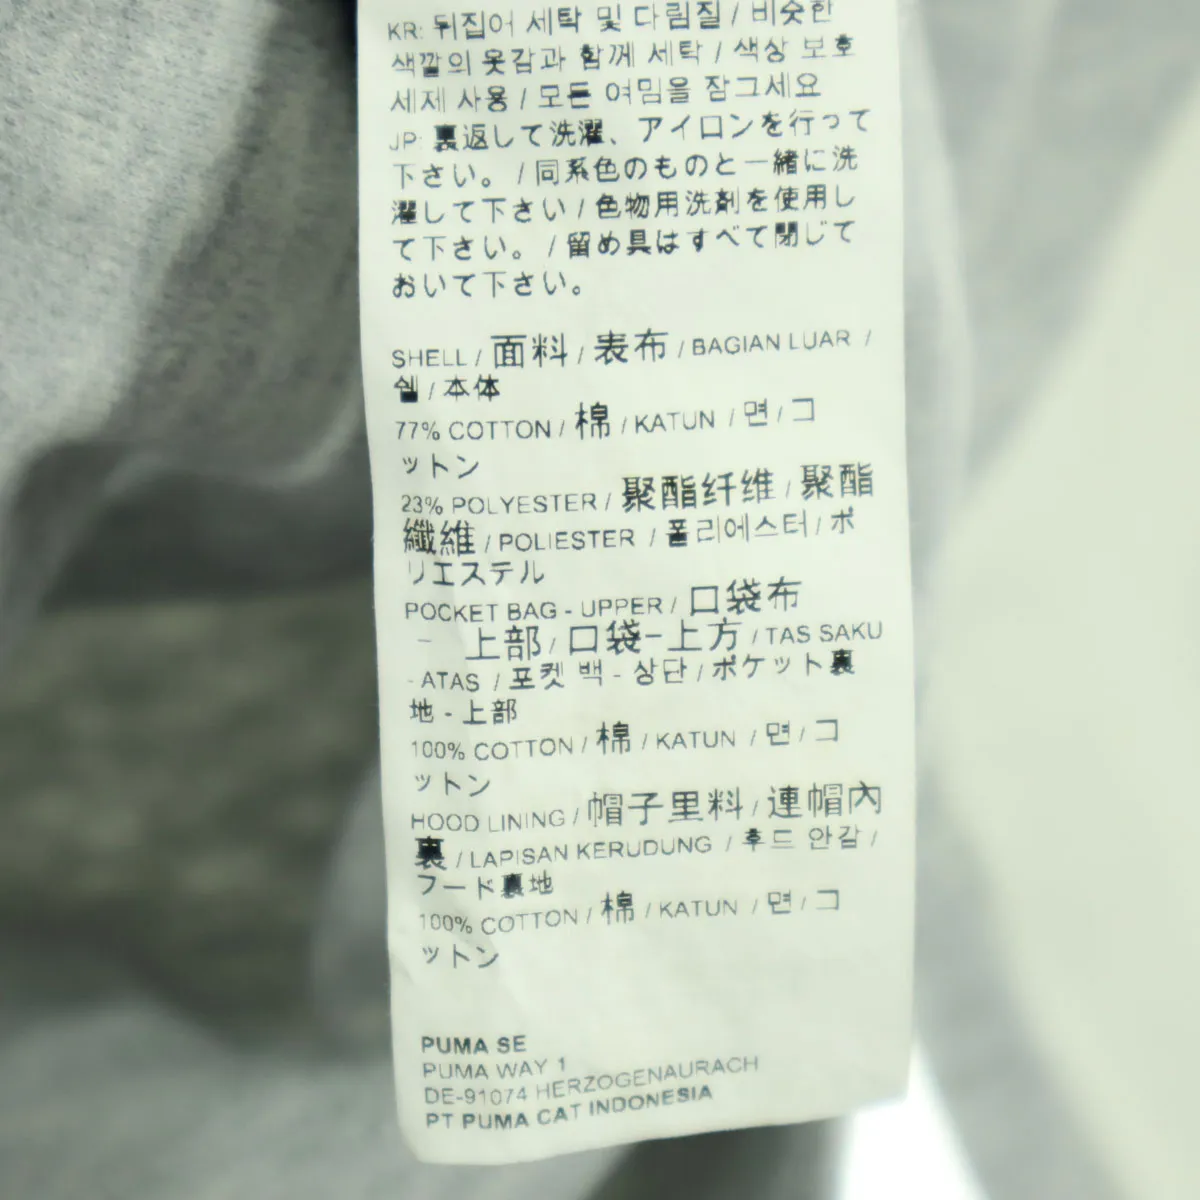 KR: 뒤집어 세탁 및 다림질 / 비슷한
색깔의 옷감과 함께 세탁 / 색상 보호
세제 사용 / 모든 여밈을 잠그세요
JP: 裏返して洗濯、アイロンを行って
下さい。 / 同系色のものと一緒に洗
濯して下さい / 色物用洗剤を使用し
て下さい。 / 留め具はすべて閉じて
おいて下さい。
SHELL / 面料 / 表布 / BAGIAN LUAR /
쉘 / 本体
77% COTTON / 棉 / KATUN / 면 / コ
ットン
23% POLYESTER / 聚酯纤维 / 聚酯
纖維 / POLIESTER / 폴리에스터 / ポ
リエステル
POCKET BAG - UPPER / 口袋布
- 上部 / 口袋-上方 / TAS SAKU
- ATAS / 포켓 백 - 상단 / ポケット裏
地 - 上部
100% COTTON / 棉 / KATUN / 면 / コ
ットン
HOOD LINING / 帽子里料 / 連帽內
裏 / LAPISAN KERUDUNG / 후드 안감 /
フード裏地
100% COTTON / 棉 / KATUN / 면 / コ
ットン
PUMA SE
PUMA WAY 1
DE-91074 HERZOGENAURACH
PT PUMA CAT INDONESIA